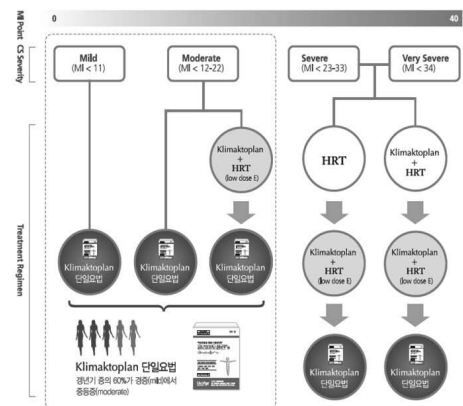 MI Point
0
40
CS Severity
Mild
(MI < 11)
Moderate
(MI < 12-22)
Severe
(MI < 23-33)
Very Severe
(MI < 34)
Treatment Regimen
Klimaktoplan
+
HRT
(low dose E)
HRT
Klimaktoplan
+
HRT
Klimaktoplan
단일요법
Klimaktoplan
단일요법
Klimaktoplan
단일요법
Klimaktoplan
+
HRT
(low dose E)
Klimaktoplan
+
HRT
(low dose E)
Klimaktoplan
단일요법
Klimaktoplan
단일요법
Klimaktoplan 단일요법
갱년기 증의 60%가 경증(mild)에서
중등증(moderate)